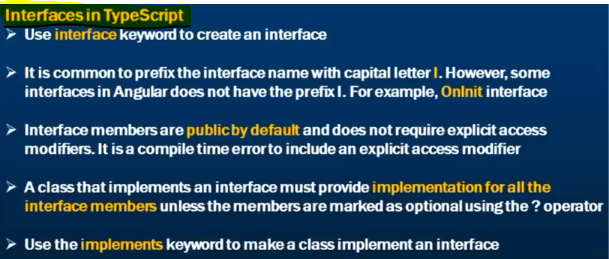 Interfaces in TypeScript
➢ Use interface keyword to create an interface
➢ It is common to prefix the interface name with capital letter I. However, some
interfaces in Angular does not have the prefix I. For example, OnInit interface
➢ Interface members are public by default and does not require explicit access
modifiers. It is a compile time error to include an explicit access modifier
➢ A class that implements an interface must provide implementation for all the
interface members unless the members are marked as optional using the ? operator
➢ Use the implements keyword to make a class implement an interface